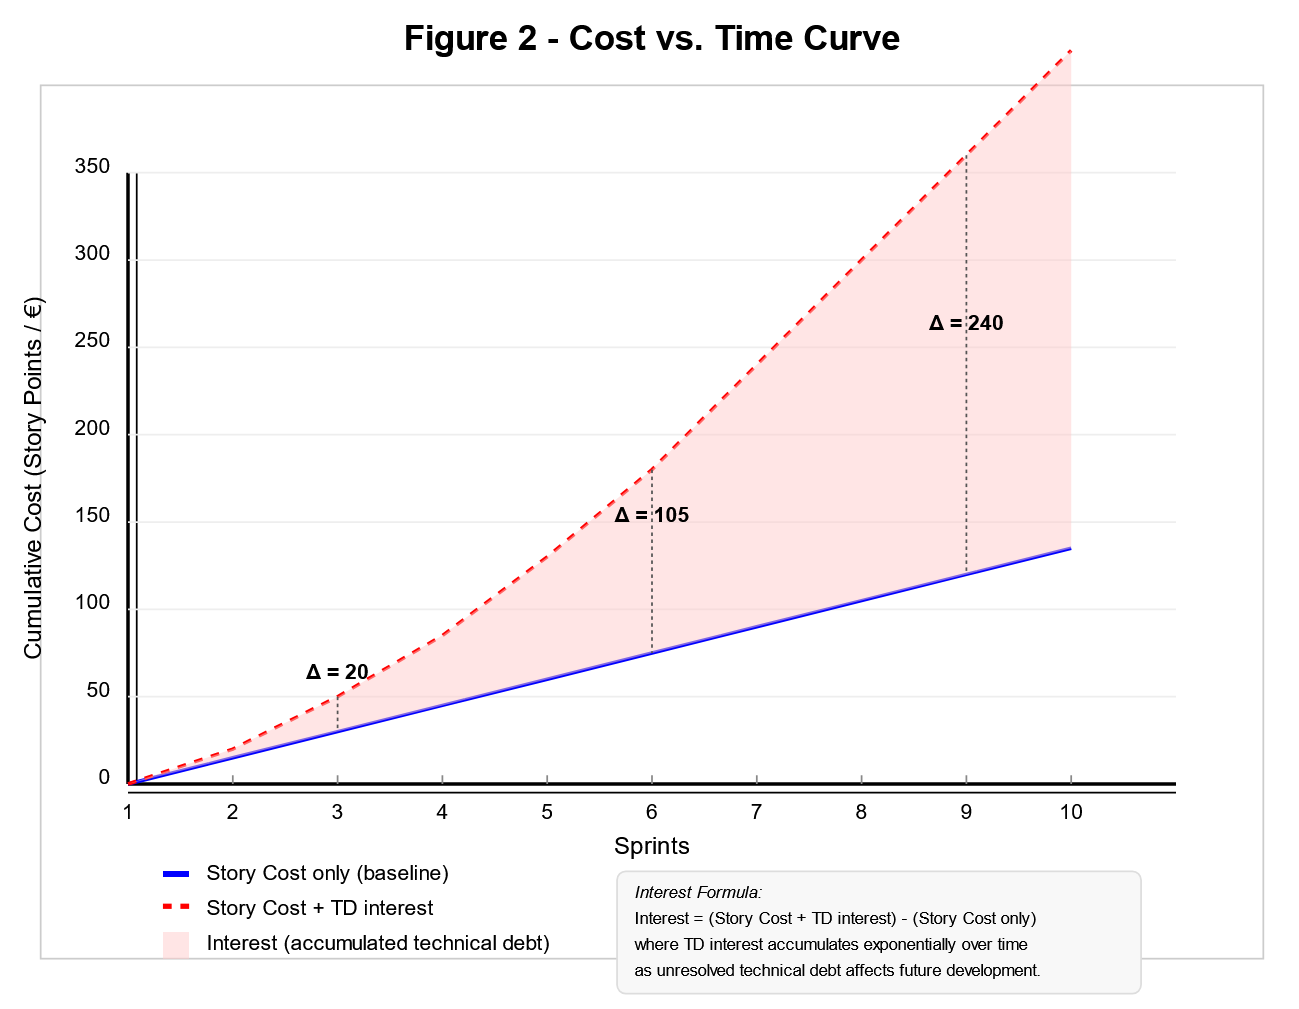 Figure 2 - Cost vs. Time Curve
Cumulative Cost (Story Points / €)
350
300
250
200
150
100
50
0
Δ = 20
Δ = 105
Δ = 240
1 2 3 4 5 6 7 8 9 10
Sprints
Story Cost only (baseline)
Story Cost + TD interest
Interest (accumulated technical debt)
Interest Formula:
Interest = (Story Cost + TD interest) - (Story Cost only)
where TD interest accumulates exponentially over time
as unresolved technical debt affects future development.